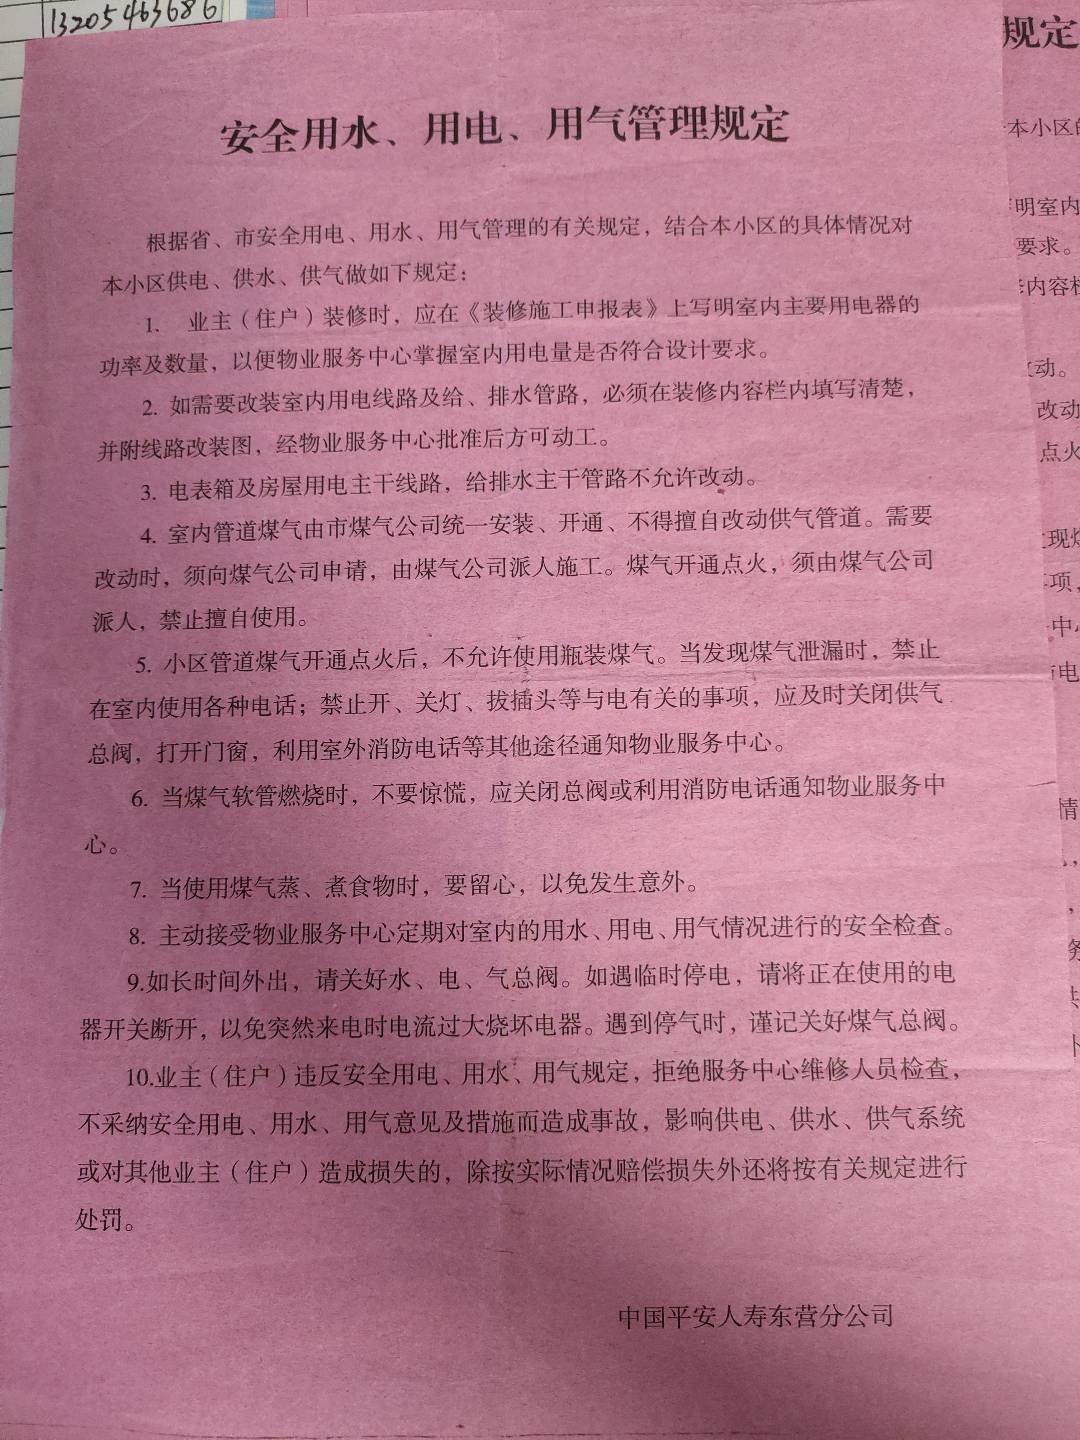 13205463686
安全用水、用电、用气管理规定
根据省、市安全用电、用水、用气管理的有关规定，结合本小区的具体情况对
本小区供电、供水、供气做如下规定：
1. 业主（住户）装修时，应在《装修施工申报表》上写明室内主要用电器的
功率及数量，以便物业服务中心掌握室内用电量是否符合设计要求。
2. 如需要改装室内用电线路及给、排水管路，必须在装修内容栏内填写清楚，
并附线路改装图，经物业服务中心批准后方可动工。
3. 电表箱及房屋用电主干线路，给排水主干管路不允许改动。
4. 室内管道煤气由市煤气公司统一安装、开通、不得擅自改动供气管道。需要
改动时，须向煤气公司申请，由煤气公司派人施工。煤气开通点火，须由煤气公司
派人，禁止擅自使用。
5. 小区管道煤气开通点火后，不允许使用瓶装煤气。当发现煤气泄漏时，禁止
在室内使用各种电话；禁止开、关灯、拔插头等与电有关的事项，应及时关闭供气
总阀，打开门窗，利用室外消防电话等其他途径通知物业服务中心。
6. 当煤气软管燃烧时，不要惊慌，应关闭总阀或利用消防电话通知物业服务中
心。
7. 当使用煤气蒸、煮食物时，要留心，以免发生意外。
8. 主动接受物业服务中心定期对室内的用水、用电、用气情况进行的安全检查。
9.如长时间外出，请关好水、电、气总阀。如遇临时停电，请将正在使用的电
器开关断开，以免突然来电时电流过大烧坏电器。遇到停气时，谨记关好煤气总阀。
10.业主（住户）违反安全用电、用水、用气规定，拒绝服务中心维修人员检查，
不采纳安全用电、用水、用气意见及措施而造成事故，影响供电、供水、供气系统
或对其他业主（住户）造成损失的，除按实际情况赔偿损失外还将按有关规定进行
处罚。
中国平安人寿东营分公司
规定
本小区
明室内
要求。
内容栏
动。
改动
点火
现煤
项，
中心
电
情